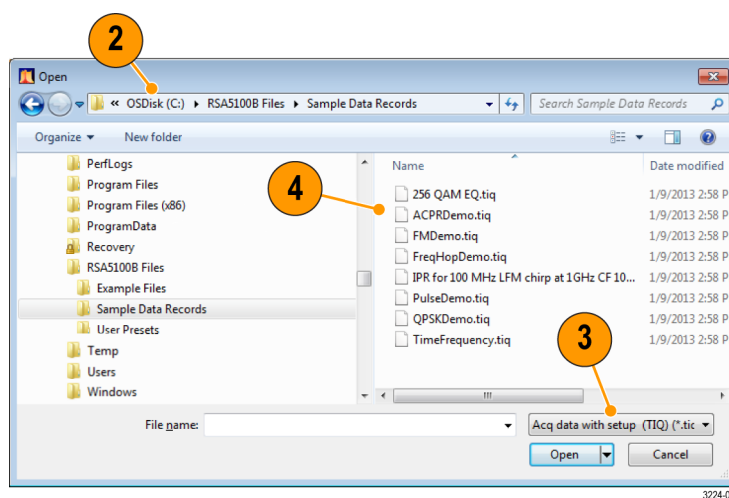 2
Open
« OSDisk (C:) ▸ RSA5100B Files ▸ Sample Data Records
Search Sample Data Records
Organize ▼ New folder
PerfLogs
Program Files
Program Files (x86)
ProgramData
Recovery
RSA5100B Files
Example Files
Sample Data Records
User Presets
Temp
Users
Windows
4
Name Date modified
256 QAM EQ.tiq 1/9/2013 2:58 P
ACPRDemo.tiq 1/9/2013 2:58 P
FMDemo.tiq 1/9/2013 2:58 P
FreqHopDemo.tiq 1/9/2013 2:58 P
IPR for 100 MHz LFM chirp at 1GHz CF 10... 1/9/2013 2:58 P
PulseDemo.tiq 1/9/2013 2:58 P
QPSKDemo.tiq 1/9/2013 2:58 P
TimeFrequency.tiq 1/9/2013 2:58 P
3
File name: Acq data with setup (TIQ) (*.tic
Open Cancel
3224-0